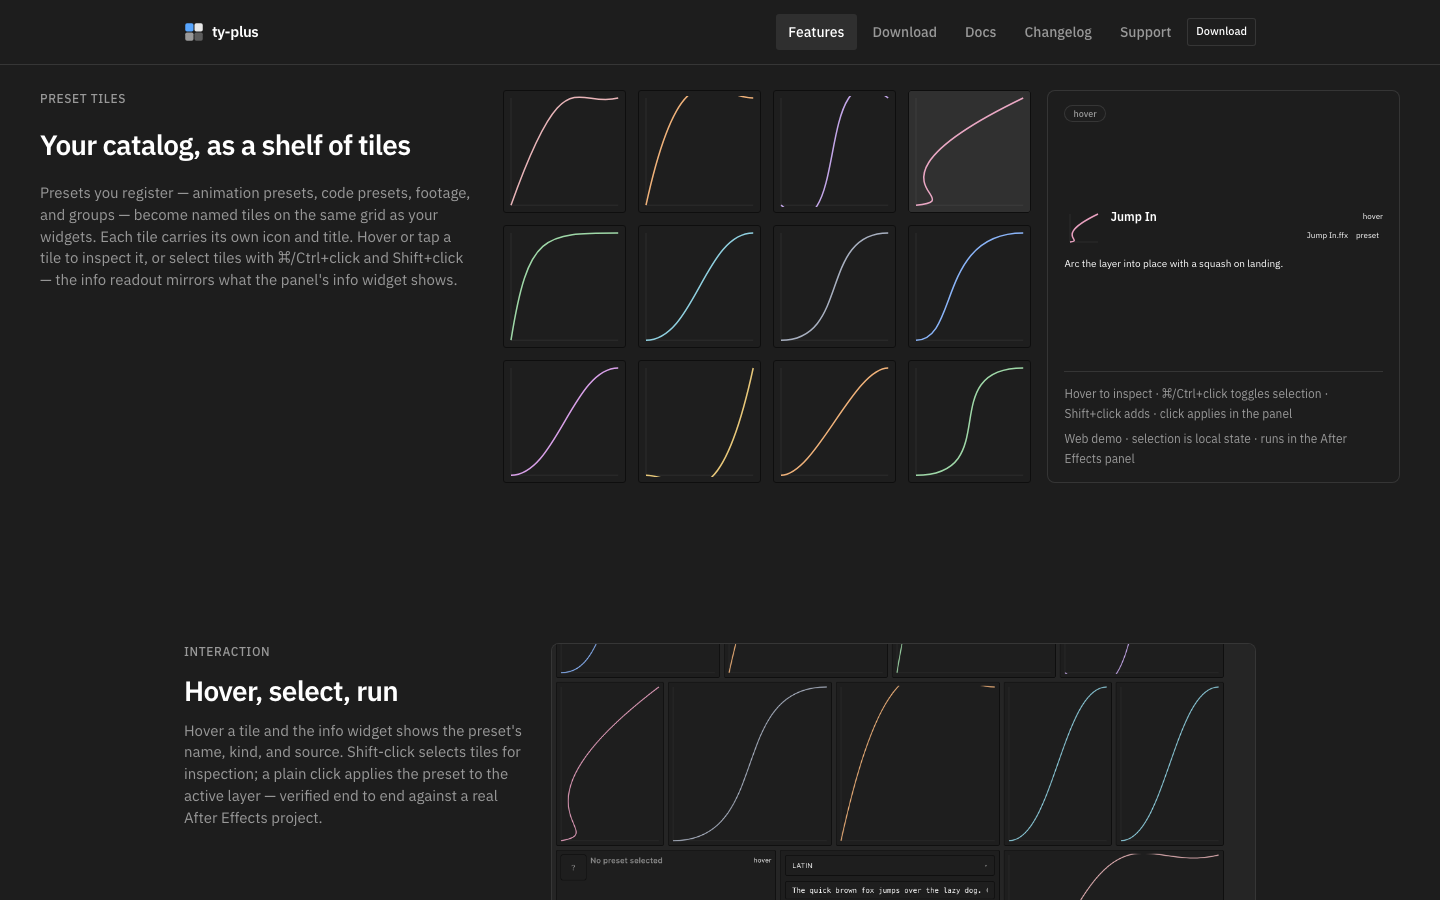 ty-plus
Features
Download
Docs
Changelog
Support
Download
PRESET TILES
Your catalog, as a shelf of tiles
Presets you register — animation presets, code presets, footage,
and groups — become named tiles on the same grid as your
widgets. Each tile carries its own icon and title. Hover or tap a
tile to inspect it, or select tiles with ⌘/Ctrl+click and Shift+click
— the info readout mirrors what the panel's info widget shows.
hover
Jump In
hover
Jump In.ffx preset
Arc the layer into place with a squash on landing.
Hover to inspect · ⌘/Ctrl+click toggles selection ·
Shift+click adds · click applies in the panel
Web demo · selection is local state · runs in the After
Effects panel
INTERACTION
Hover, select, run
Hover a tile and the info widget shows the preset's
name, kind, and source. Shift-click selects tiles for
inspection; a plain click applies the preset to the
active layer — verified end to end against a real
After Effects project.
?
No preset selected
hover
LATIN
The quick brown fox jumps over the lazy dog.